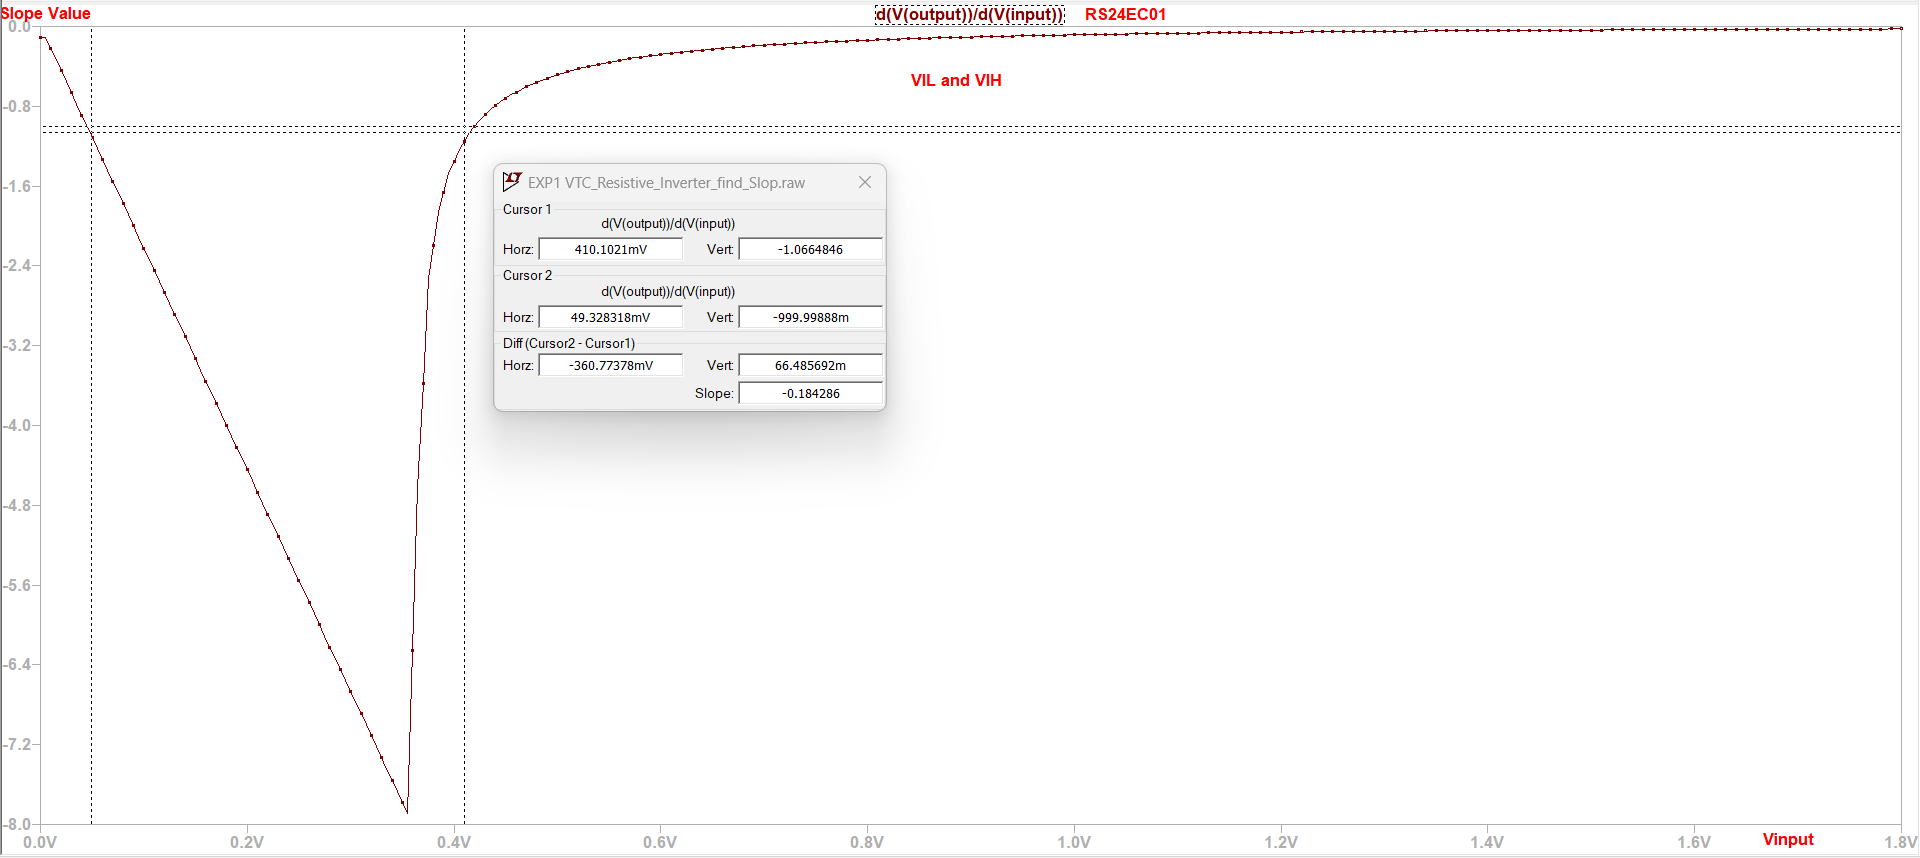 Slope Value
d(V(output))/d(V(input)) RS24EC01
0.0
VIL and VIH
-0.8
-1.6
-2.4
-3.2
-4.0
-4.8
-5.6
-6.4
-7.2
-8.0
EXP1 VTC_Resistive_Inverter_find_Slop.raw
Cursor 1
d(V(output))/d(V(input))
Horz: 410.1021mV Vert: -1.0664846
Cursor 2
d(V(output))/d(V(input))
Horz: 49.328318mV Vert: -999.99888m
Diff (Cursor2 - Cursor1)
Horz: -360.77378mV Vert: 66.485692m
Slope: -0.184286
0.0V 0.2V 0.4V 0.6V 0.8V 1.0V 1.2V 1.4V 1.6V Vinput 1.8V